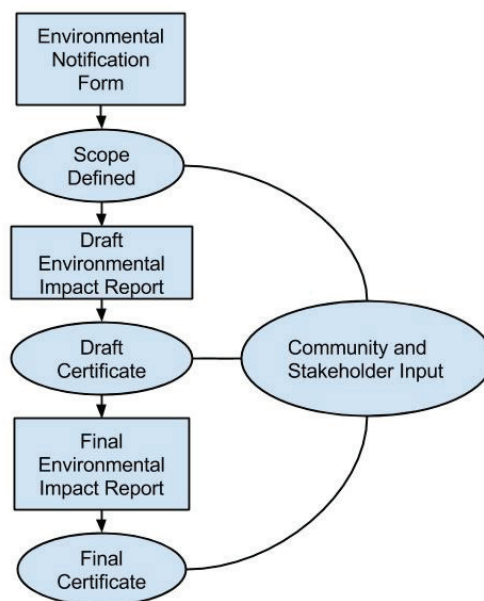 Environmental
Notification
Form
Scope
Defined
Draft
Environmental
Impact Report
Draft
Certificate
Community and
Stakeholder Input
Final
Environmental
Impact Report
Final
Certificate